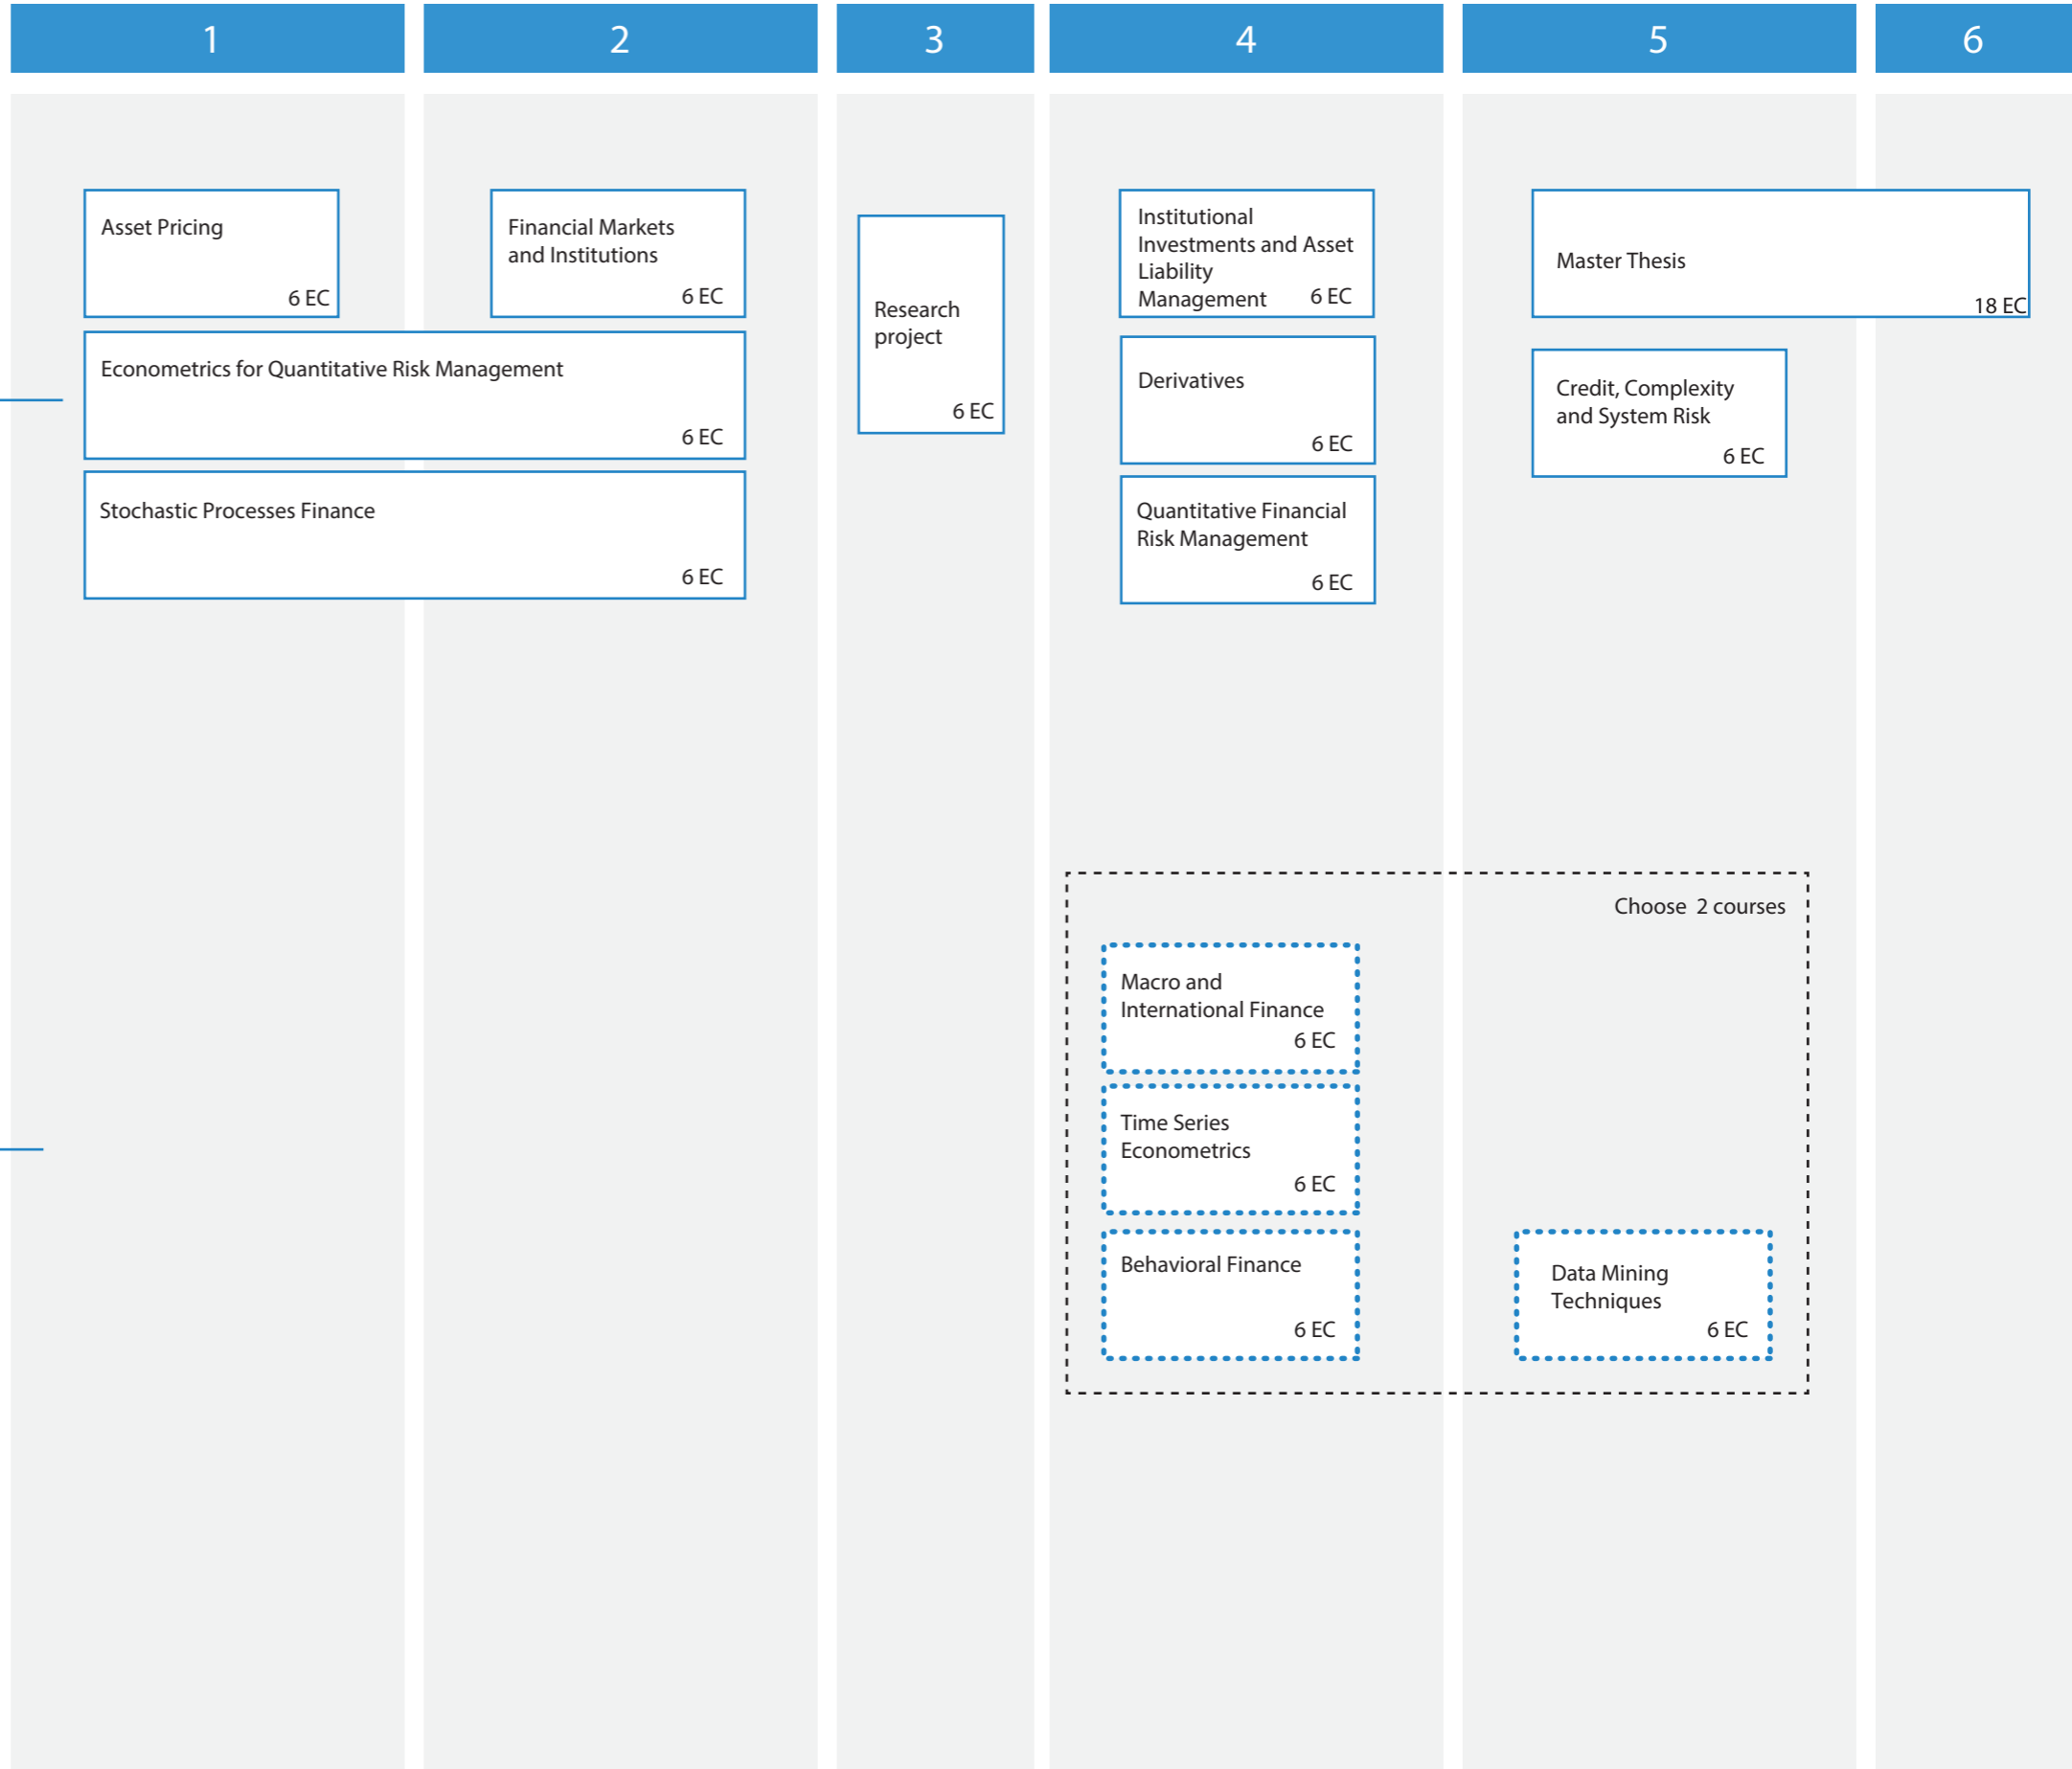 1
2
3
4
5
6
Asset Pricing
6 EC
Financial Markets
and Institutions
6 EC
Econometrics for Quantitative Risk Management
6 EC
Stochastic Processes Finance
6 EC
Research
project
6 EC
Institutional
Investments and Asset
Liability
Management 6 EC
Derivatives
6 EC
Quantitative Financial
Risk Management
6 EC
Master Thesis
18 EC
Credit, Complexity
and System Risk
6 EC
Choose 2 courses
Macro and
International Finance
6 EC
Time Series
Econometrics
6 EC
Behavioral Finance
6 EC
Data Mining
Techniques
6 EC